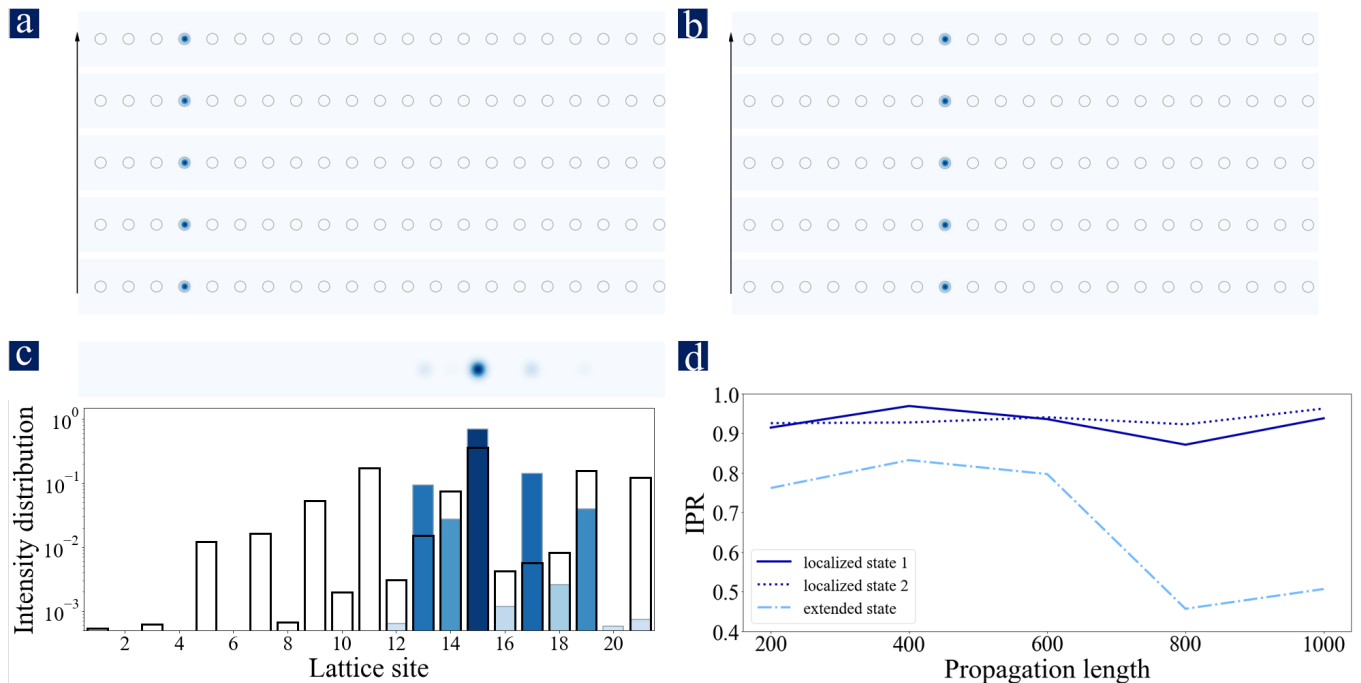 a
b
c
d
Intensity distribution
10⁰
10⁻¹
10⁻²
10⁻³
2 4 6 8 10 12 14 16 18 20
Lattice site
IPR
1.0
0.9
0.8
0.7
0.6
0.5
0.4
localized state 1
localized state 2
extended state
200 400 600 800 1000
Propagation length